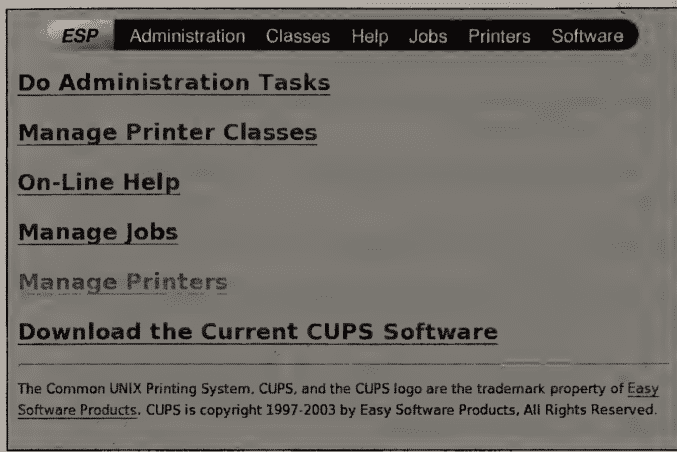 ESP Administration Classes Help Jobs Printers Software
Do Administration Tasks
Manage Printer Classes
On-Line Help
Manage Jobs
Manage Printers
Download the Current CUPS Software
The Common UNIX Printing System, CUPS, and the CUPS logo are the trademark property of Easy
Software Products. CUPS is copyright 1997-2003 by Easy Software Products, All Rights Reserved.